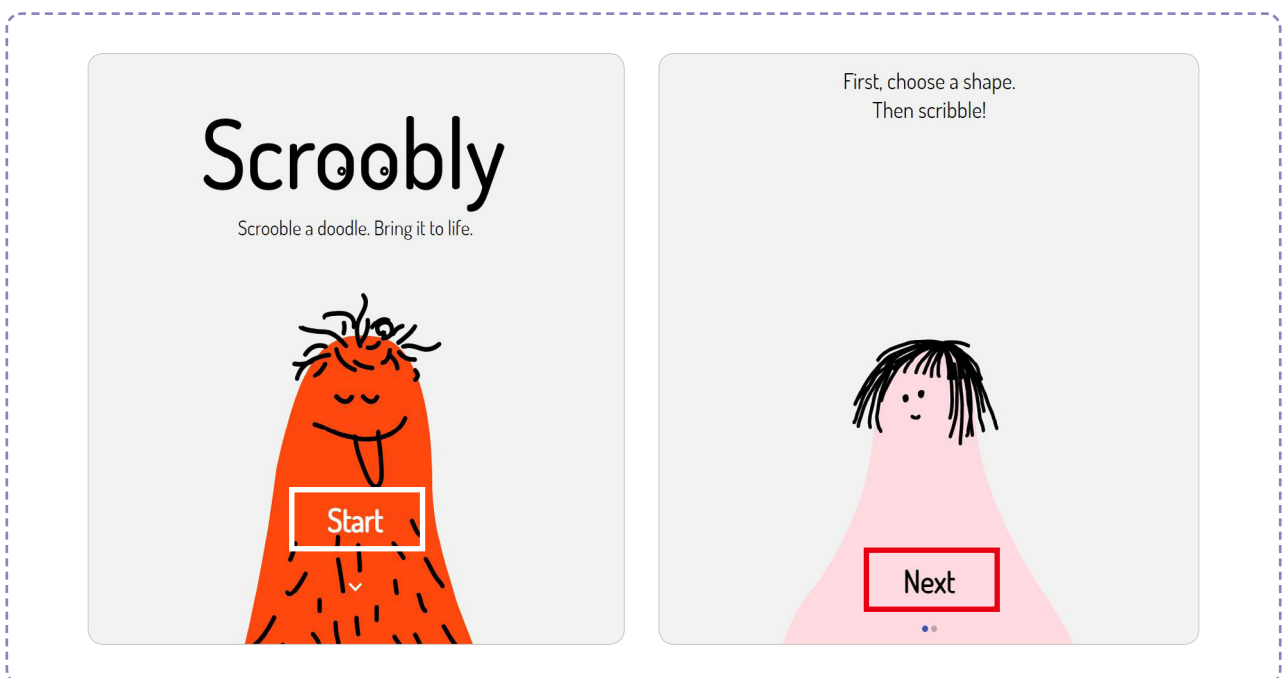 Scroobly
Scrooble a doodle. Bring it to life.
Start
First, choose a shape.
Then scribble!
Next